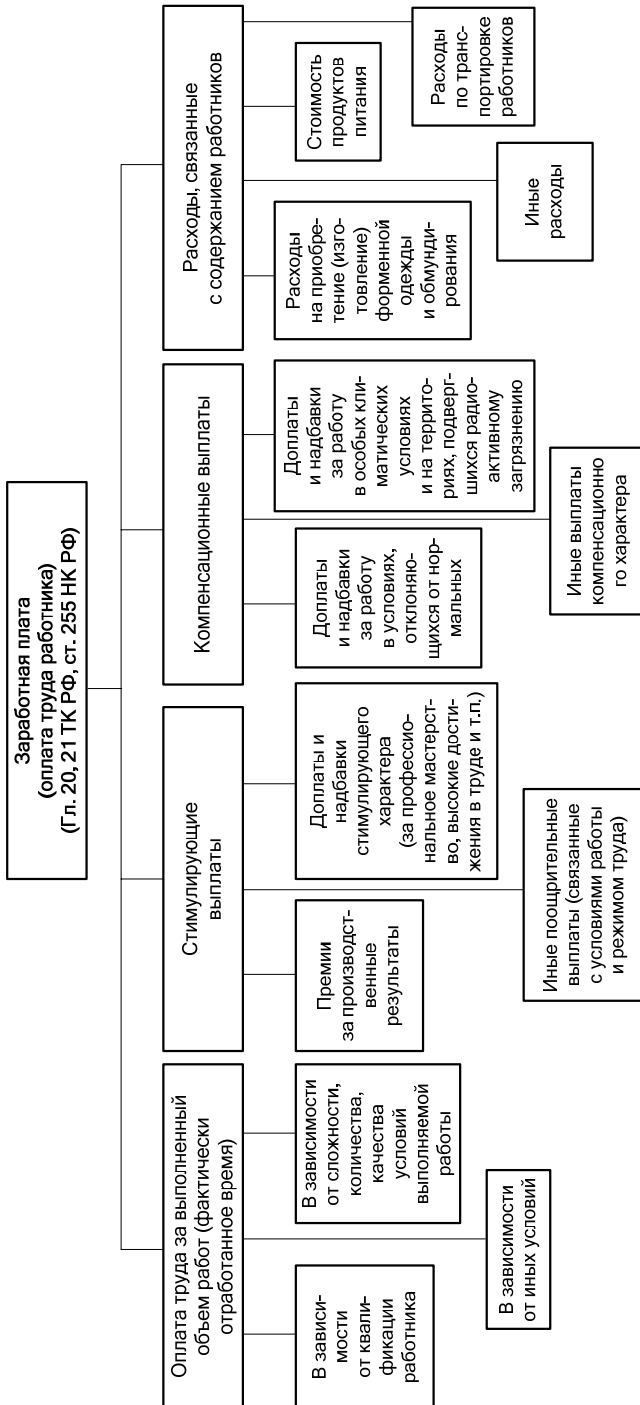 Заработная плата
(оплата труда работника)
(Гл. 20, 21 ТК РФ, ст. 255 НК РФ)
Оплата труда за выполненный
объем работ (фактически
отработанное время)
В зависи-
мости
от квали-
фикации
работника
В зависимости
от иных условий
В зависимости
от сложности,
количества,
качества
условий
выполняемой
работы
Стимулирующие
выплаты
Премии
за производст-
венные
результаты
Иные поощрительные
выплаты (связанные
с условиями работы
и режимом труда)
Доплаты и
надбавки
стимулирующего
характера
(за профессио-
нальное мастерст-
во, высокие дости-
жения в труде и т.п.)
Компенсационные выплаты
Доплаты
и надбавки
за работу
в условиях,
отклоняю-
щихся от нор-
мальных
Иные выплаты
компенсационно
го характера
Доплаты
и надбавки
за работу
в особых кли-
матических
условиях
и на террито-
риях, подверг-
шихся радио-
активному
загрязнению
Расходы, связанные
с содержанием работников
Расходы
на приобре-
тение (изго-
товление)
форменной
одежды
и обмунди-
рования
Иные
расходы
Стоимость
продуктов
питания
Расходы
по транс-
портировке
работников